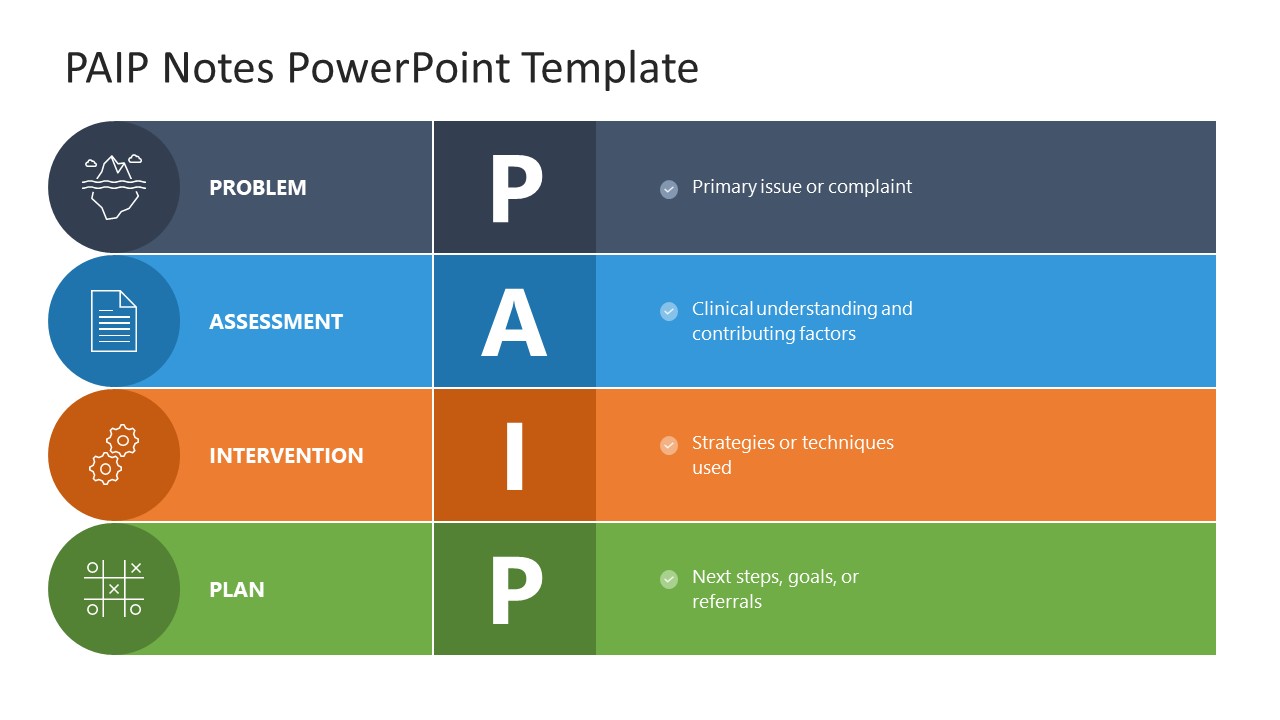 PAIP Notes PowerPoint Template
PROBLEM
P
Primary issue or complaint
ASSESSMENT
A
Clinical understanding and
contributing factors
INTERVENTION
I
Strategies or techniques
used
PLAN
P
Next steps, goals, or
referrals